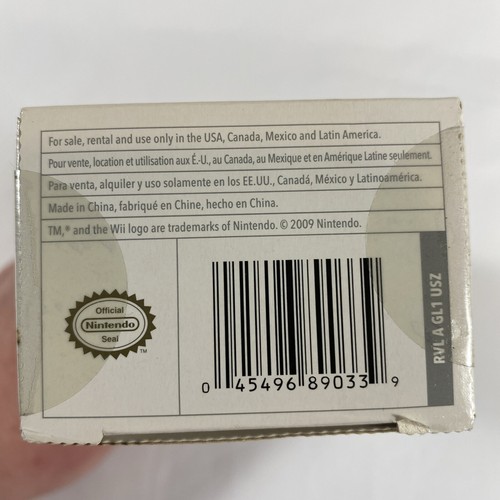 For sale, rental and use only in the USA, Canada, Mexico and Latin America.
Pour vente, location et utilisation aux É.-U., au Canada, au Mexique et en Amérique Latine seulement.
Para venta, alquiler y uso solamente en los EE.UU., Canadá, México y Latinoamérica.
Made in China, fabriqué en Chine, hecho en China.
TM,® and the Wii logo are trademarks of Nintendo. © 2009 Nintendo.
Official
Nintendo
Seal
TM
0 45496 89033 9
RVL A GL1 USZ